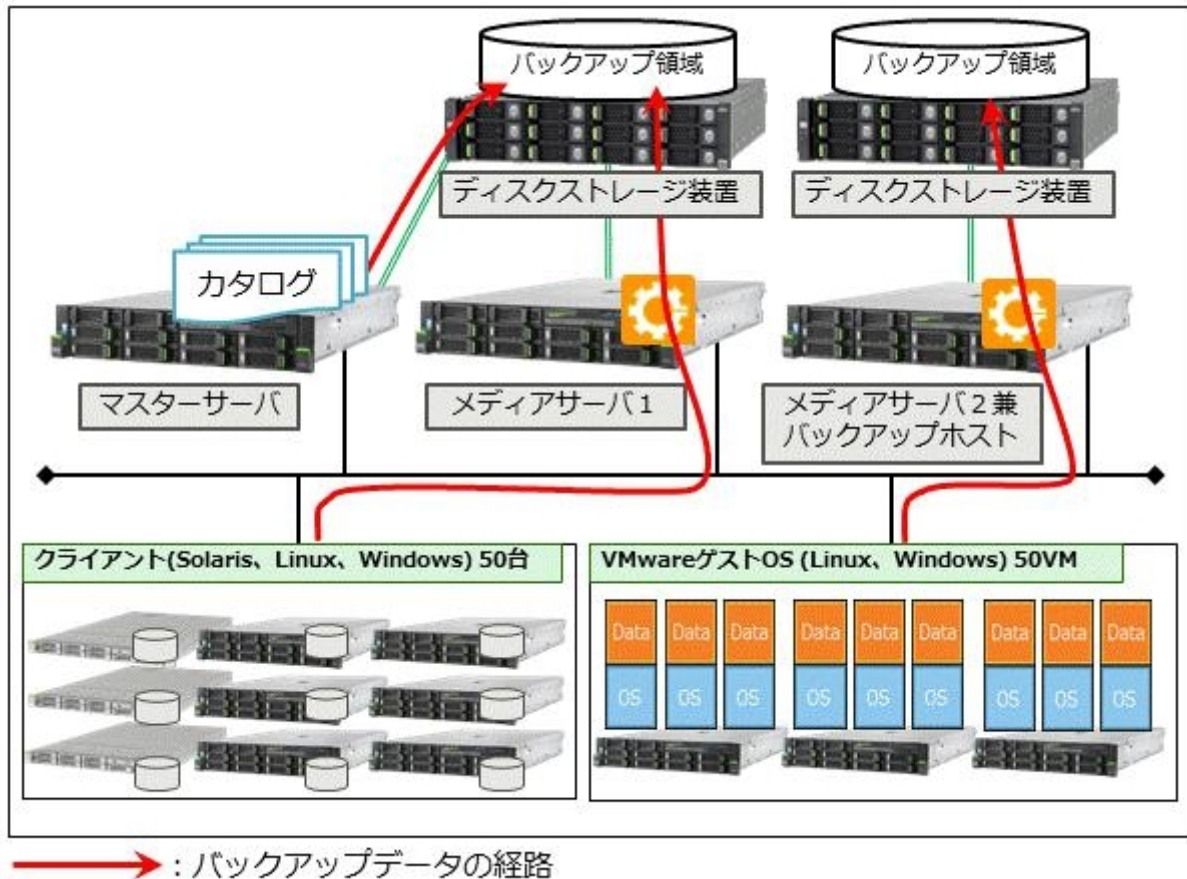 バックアップ領域
バックアップ領域
ディスクストレージ装置
ディスクストレージ装置
カタログ
マスターサーバ
メディアサーバ１
メディアサーバ２兼
バックアップホスト
クライアント(Solaris、Linux、Windows) 50台
VMwareゲストOS (Linux、Windows) 50VM
Data Data Data Data Data Data Data Data Data
OS OS OS OS OS OS OS OS OS
：バックアップデータの経路